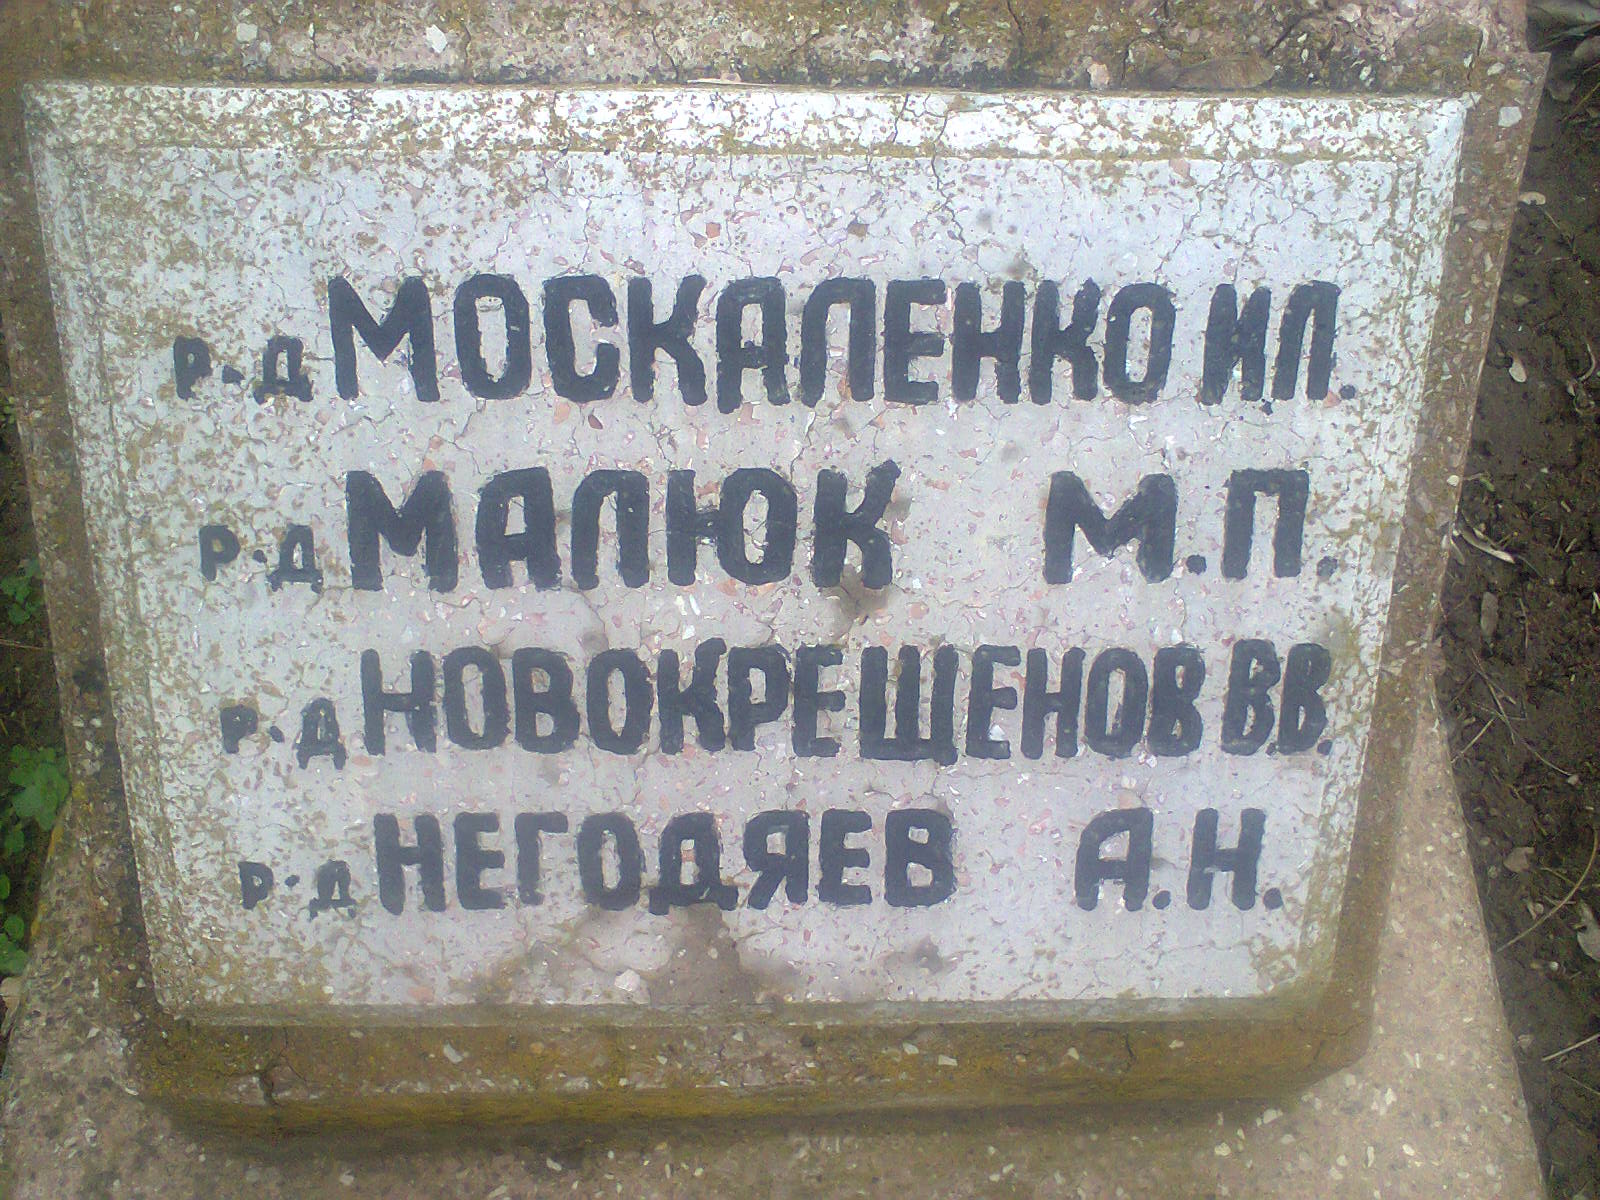 р-д МОСКАЛЕНКО И.П.
р-д МАЛЮК М.П.
р-д НОВОКРЕЩЕНОВ В.В.
р-д НЕГОДЯЕВ А.Н.